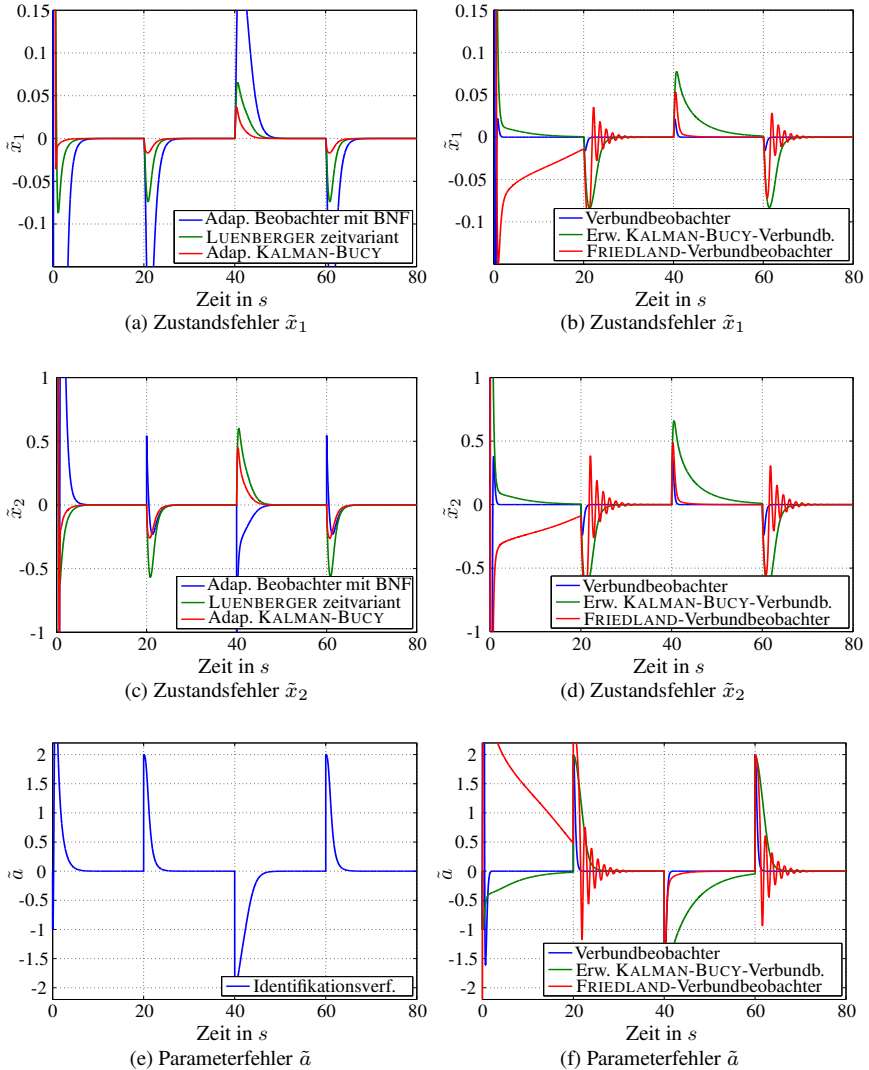 0.15
0.1
0.05
0
-0.05
-0.1
x̃₁
Adap. Beobachter mit BNF
LUENBERGER zeitvariant
Adap. KALMAN-BUCY
0 20 40 60 80
Zeit in s
(a) Zustandsfehler x̃₁
0.15
0.1
0.05
0
-0.05
-0.1
x̃₁
Verbundbeobachter
Erw. KALMAN-BUCY-Verbundb.
FRIEDLAND-Verbundbeobachter
0 20 40 60 80
Zeit in s
(b) Zustandsfehler x̃₁
1
0.5
0
-0.5
-1
x̃₂
Adap. Beobachter mit BNF
LUENBERGER zeitvariant
Adap. KALMAN-BUCY
0 20 40 60 80
Zeit in s
(c) Zustandsfehler x̃₂
1
0.5
0
-0.5
-1
x̃₂
Verbundbeobachter
Erw. KALMAN-BUCY-Verbundb.
FRIEDLAND-Verbundbeobachter
0 20 40 60 80
Zeit in s
(d) Zustandsfehler x̃₂
2
1.5
1
0.5
0
-0.5
-1
-1.5
-2
ã
Identifikationsverf.
0 20 40 60 80
Zeit in s
(e) Parameterfehler ã
2
1.5
1
0.5
0
-0.5
-1
-1.5
-2
ã
Verbundbeobachter
Erw. KALMAN-BUCY-Verbundb.
FRIEDLAND-Verbundbeobachter
0 20 40 60 80
Zeit in s
(f) Parameterfehler ã